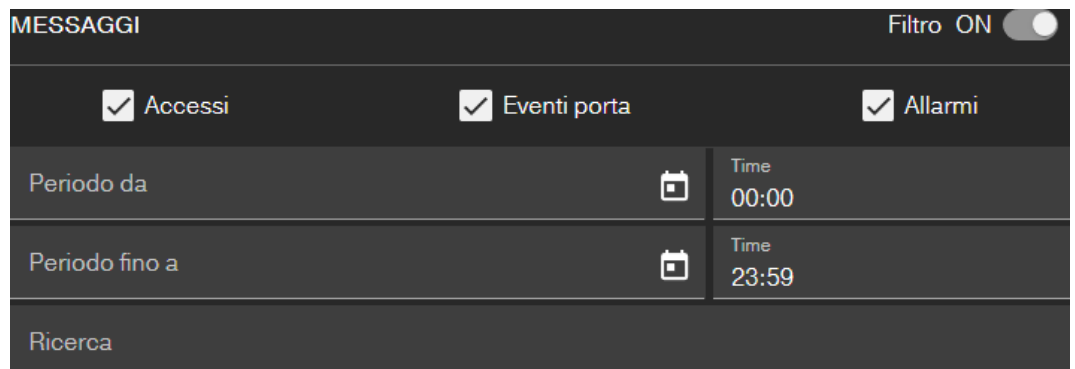 MESSAGGI Filtro ON
Accessi Eventi porta Allarmi
Periodo da
Time
00:00
Periodo fino a
Time
23:59
Ricerca